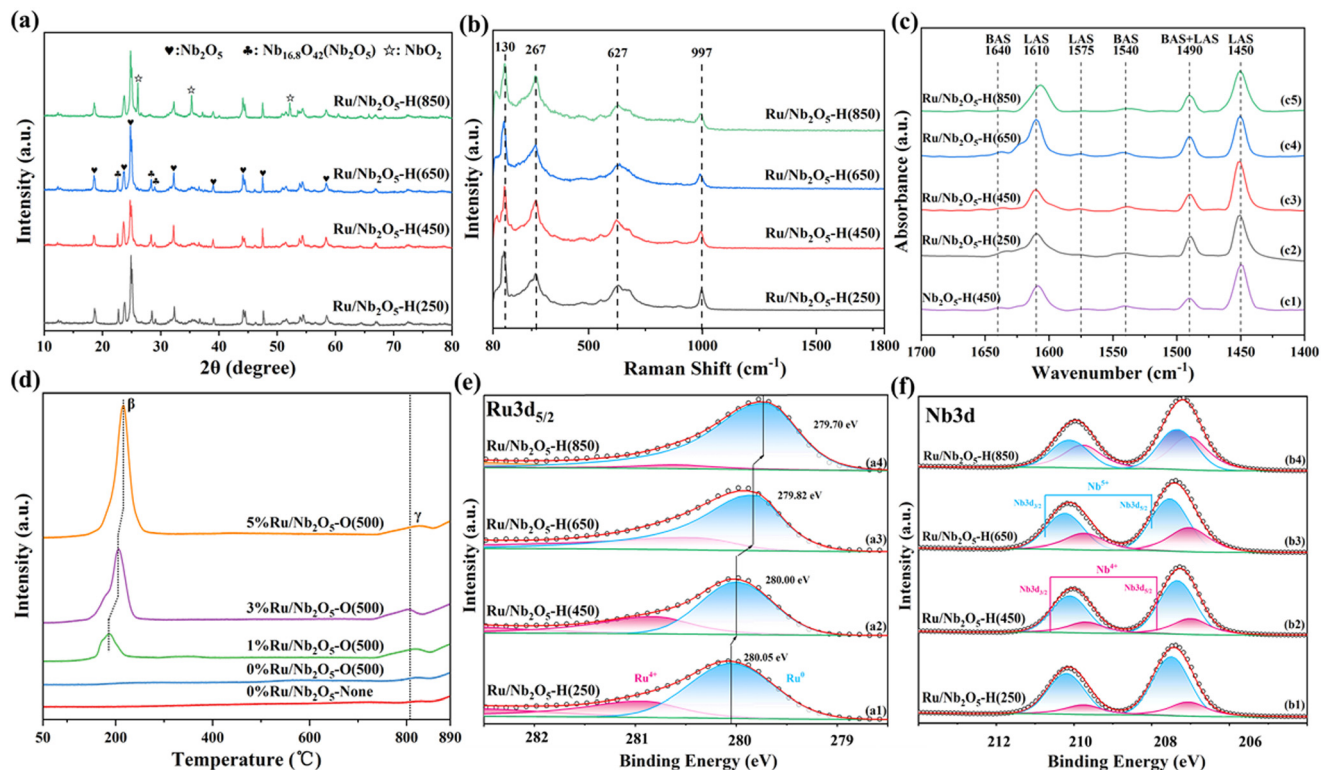 (a)
♥:Nb₂O₅ ♣: Nb₁₆.₈O₄₂(Nb₂O₅) ☆: NbO₂
Ru/Nb₂O₅-H(850)
Ru/Nb₂O₅-H(650)
Ru/Nb₂O₅-H(450)
Ru/Nb₂O₅-H(250)
Intensity (a.u.)
10 20 30 40 50 60 70 80
2θ (degree)
(b)
130 267 627 997
Ru/Nb₂O₅-H(850)
Ru/Nb₂O₅-H(650)
Ru/Nb₂O₅-H(450)
Ru/Nb₂O₅-H(250)
Intensity (a.u.)
80 500 1000 1500 1800
Raman Shift (cm⁻¹)
(c)
BAS LAS LAS BAS BAS+LAS LAS
1640 1610 1575 1540 1490 1450
Ru/Nb₂O₅-H(850) (c5)
Ru/Nb₂O₅-H(650) (c4)
Ru/Nb₂O₅-H(450) (c3)
Ru/Nb₂O₅-H(250) (c2)
Nb₂O₅-H(450) (c1)
Absorbance (a.u.)
1700 1650 1600 1550 1500 1450 1400
Wavenumber (cm⁻¹)
(d)
β
γ
5%Ru/Nb₂O₅-O(500)
3%Ru/Nb₂O₅-O(500)
1%Ru/Nb₂O₅-O(500)
0%Ru/Nb₂O₅-O(500)
0%Ru/Nb₂O₅-None
Intensity (a.u.)
50 200 400 600 800 890
Temperature (℃)
(e)
Ru3d₅/₂
Ru/Nb₂O₅-H(850)
279.70 eV
(a4)
Ru/Nb₂O₅-H(650)
279.82 eV
(a3)
Ru/Nb₂O₅-H(450)
280.00 eV
(a2)
280.05 eV
Ru/Nb₂O₅-H(250)
Ru⁴⁺ Ru⁰
(a1)
Intensity (a.u.)
282 281 280 279
Binding Energy (eV)
(f)
Nb3d
Ru/Nb₂O₅-H(850)
(b4)
Nb⁵⁺
Nb3d₃/₂ Nb3d₅/₂
Ru/Nb₂O₅-H(650)
(b3)
Nb⁴⁺
Nb3d₃/₂ Nb3d₅/₂
Ru/Nb₂O₅-H(450)
(b2)
Ru/Nb₂O₅-H(250)
(b1)
Intensity (a.u.)
212 210 208 206
Binding Energy (eV)